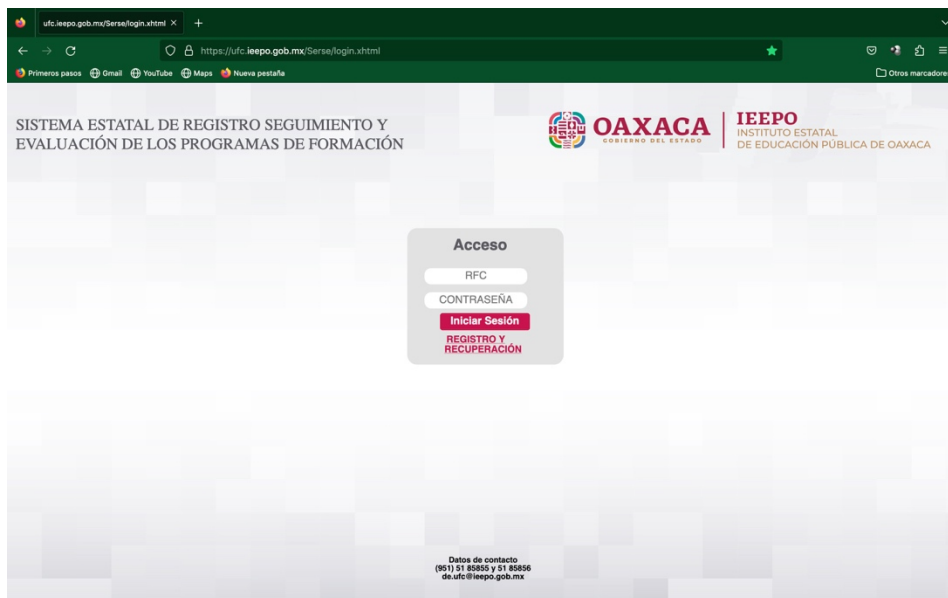 ufc.ieepo.gob.mx/Serse/login.xhtml
https://ufc.ieepo.gob.mx/Serse/login.xhtml
Primeros pasos Gmail YouTube Maps Nueva pestaña Otros marcadores
SISTEMA ESTATAL DE REGISTRO SEGUIMIENTO Y
EVALUACIÓN DE LOS PROGRAMAS DE FORMACIÓN
OAXACA
GOBIERNO DEL ESTADO
IEEPO
INSTITUTO ESTATAL
DE EDUCACIÓN PÚBLICA DE OAXACA
Acceso
RFC
CONTRASEÑA
Iniciar Sesión
REGISTRO Y
RECUPERACIÓN
Datos de contacto
(951) 51 85855 y 51 85856
de.ufc@ieepo.gob.mx